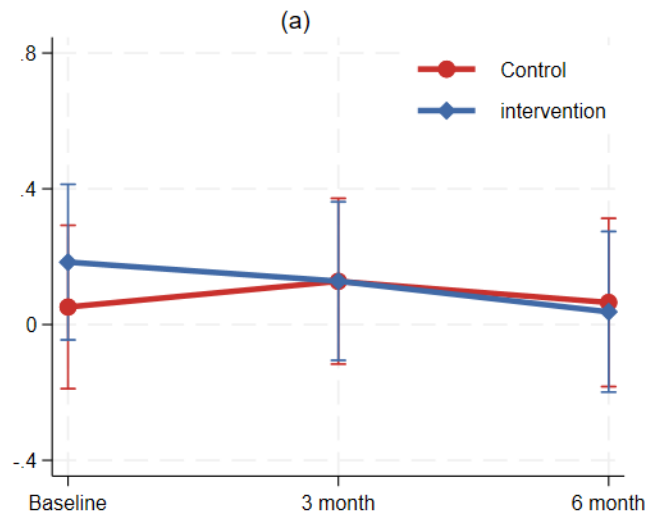 (a)
.8
.4
0
-.4
Control
intervention
Baseline
3 month
6 month